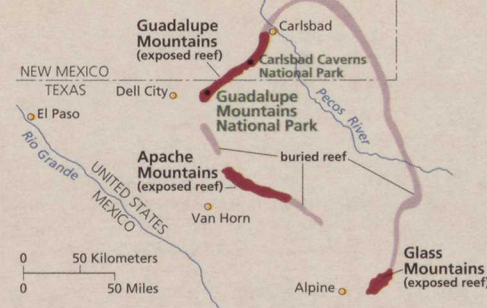 Guadalupe
Mountains
(exposed reef)
Carlsbad
Carlsbad Caverns
National Park
NEW MEXICO
TEXAS
Dell City
Guadalupe
Mountains
National Park
Pecos River
El Paso
Rio Grande
UNITED STATES
MEXICO
buried reef
Apache
Mountains
(exposed reef)
Van Horn
Glass
Mountains
(exposed reef)
Alpine
0 50 Kilometers
0 50 Miles